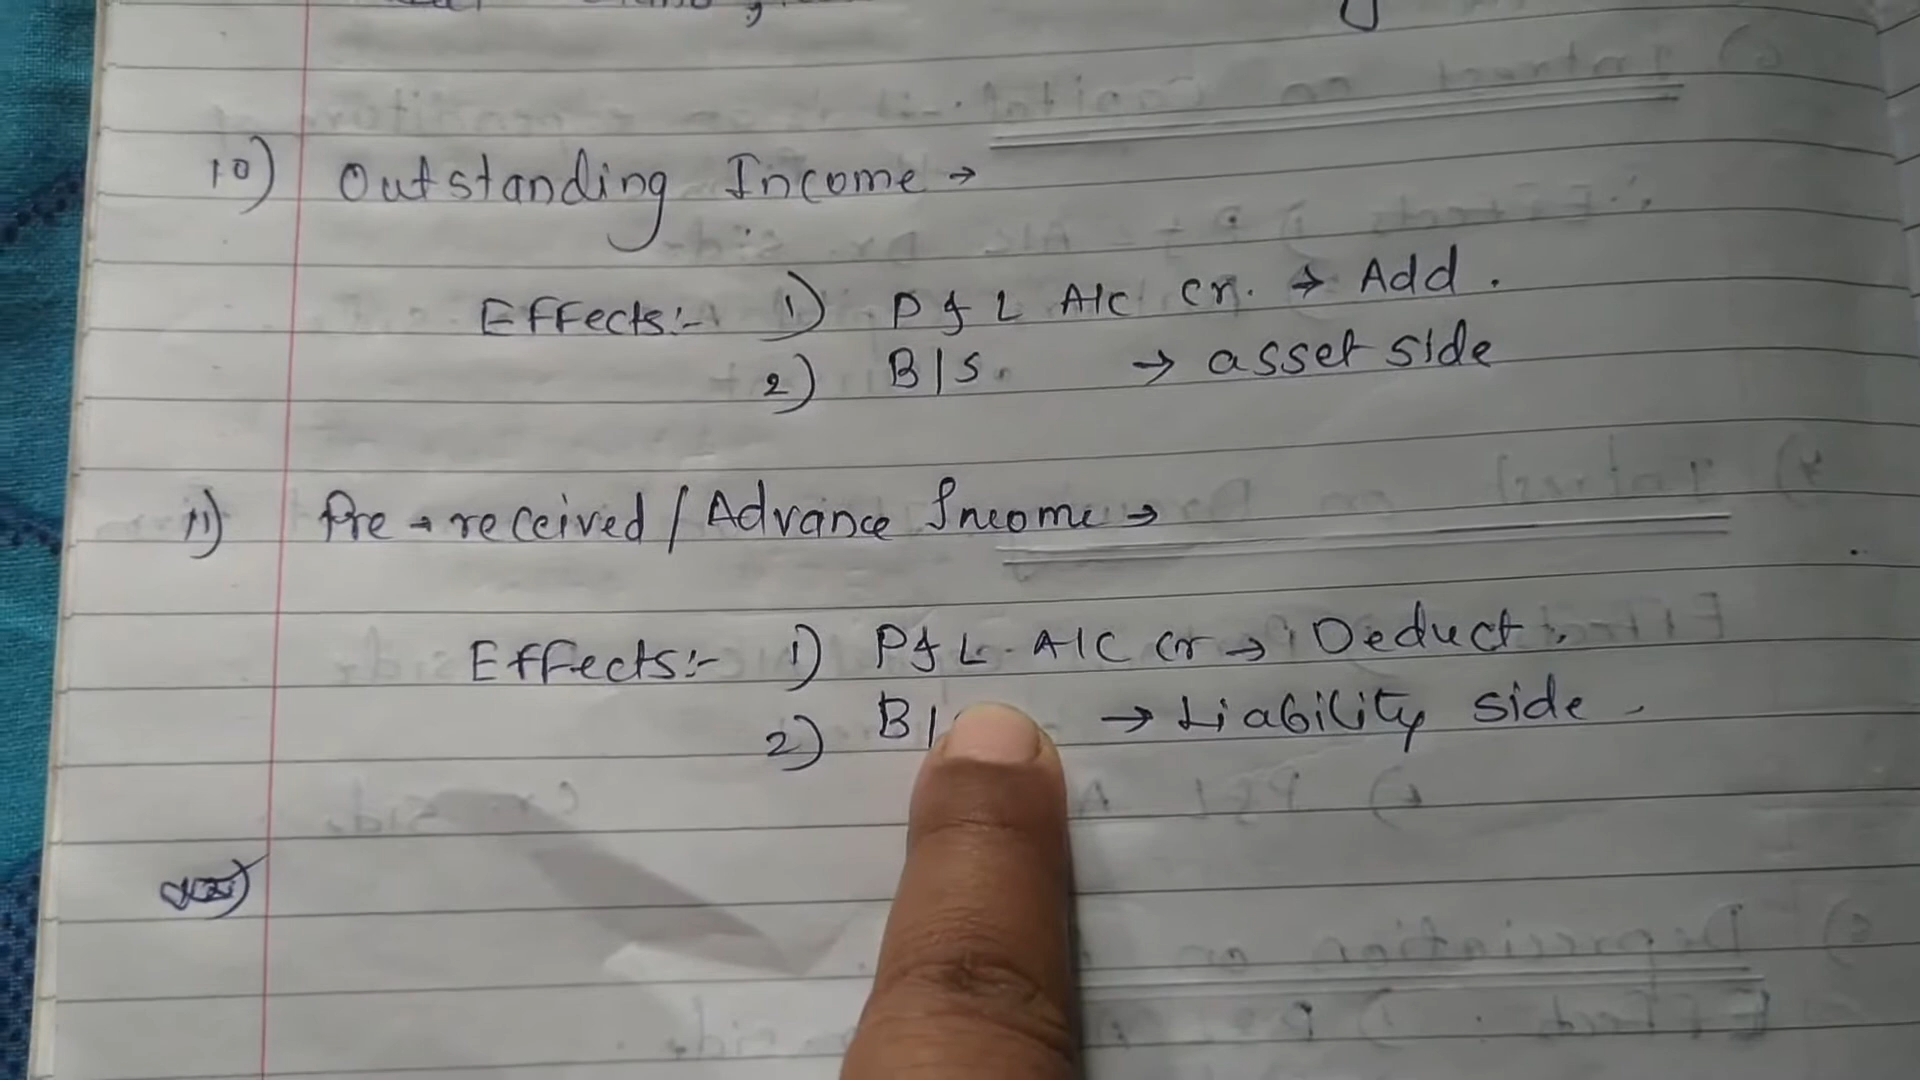 10) Outstanding Income →
Effects:- 1) P & L A/C Cr. → Add.
2) B/S. → asset side
11) Pre-received / Advance Income →
Effects:- 1) P & L A/C Cr → Deduct.
2) B/ → Liability side.